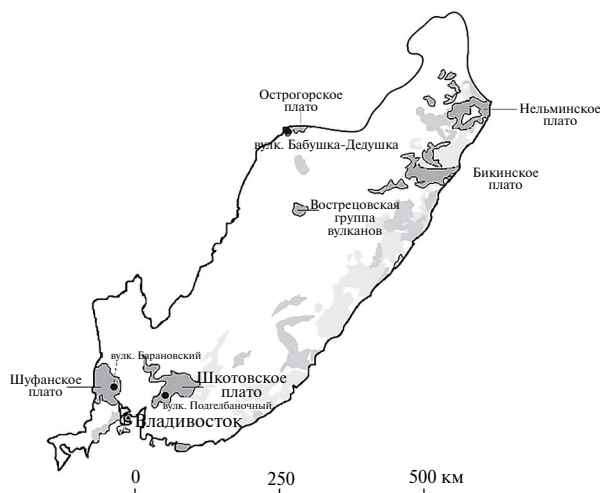 Острогорское
плато
Нельминское
плато
вулк. Бабушка-Дедушка
Бикинское
плато
Вострецовская
группа
вулканов
вулк. Барановский
Шуфанское
плато
Шкотовское
плато
вулк. Подгелбаночный
Владивосток
0 250 500 км